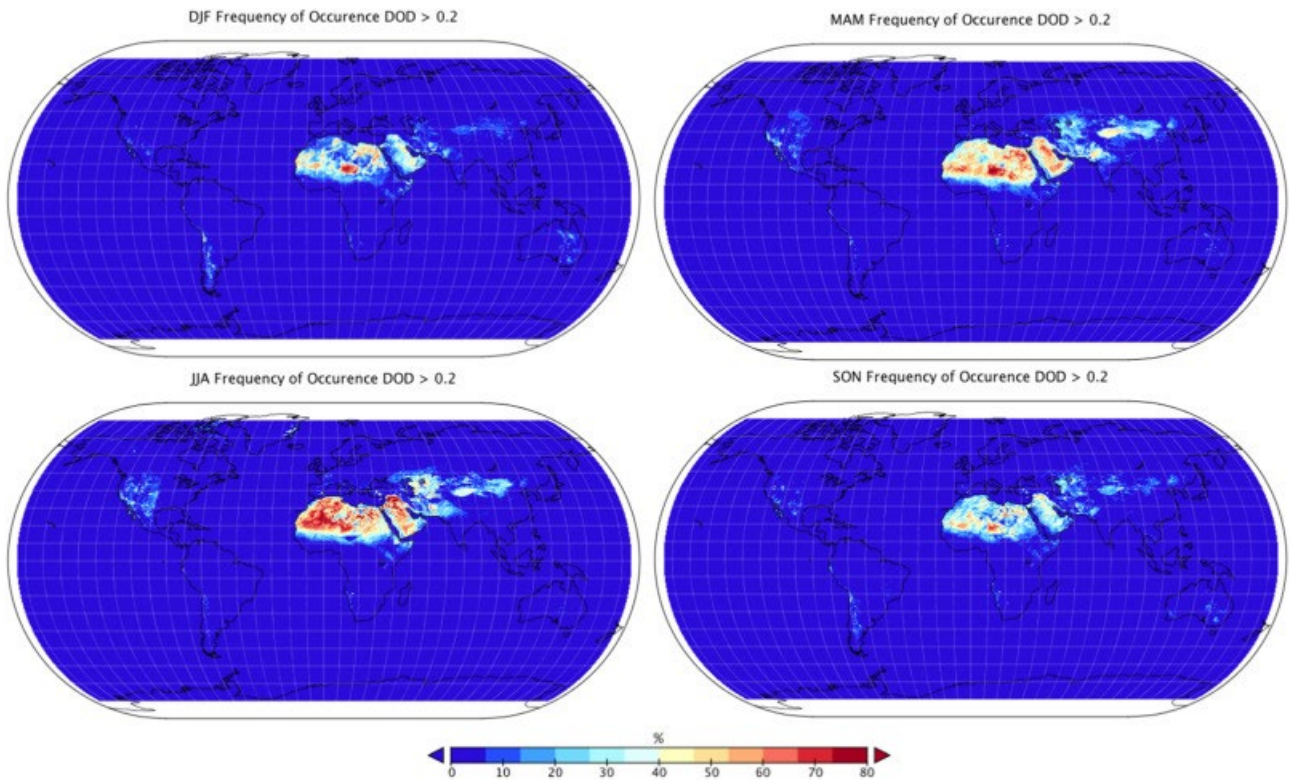 DJF Frequency of Occurence DOD > 0.2
MAM Frequency of Occurence DOD > 0.2
JJA Frequency of Occurence DOD > 0.2
SON Frequency of Occurence DOD > 0.2
%
0 10 20 30 40 50 60 70 80